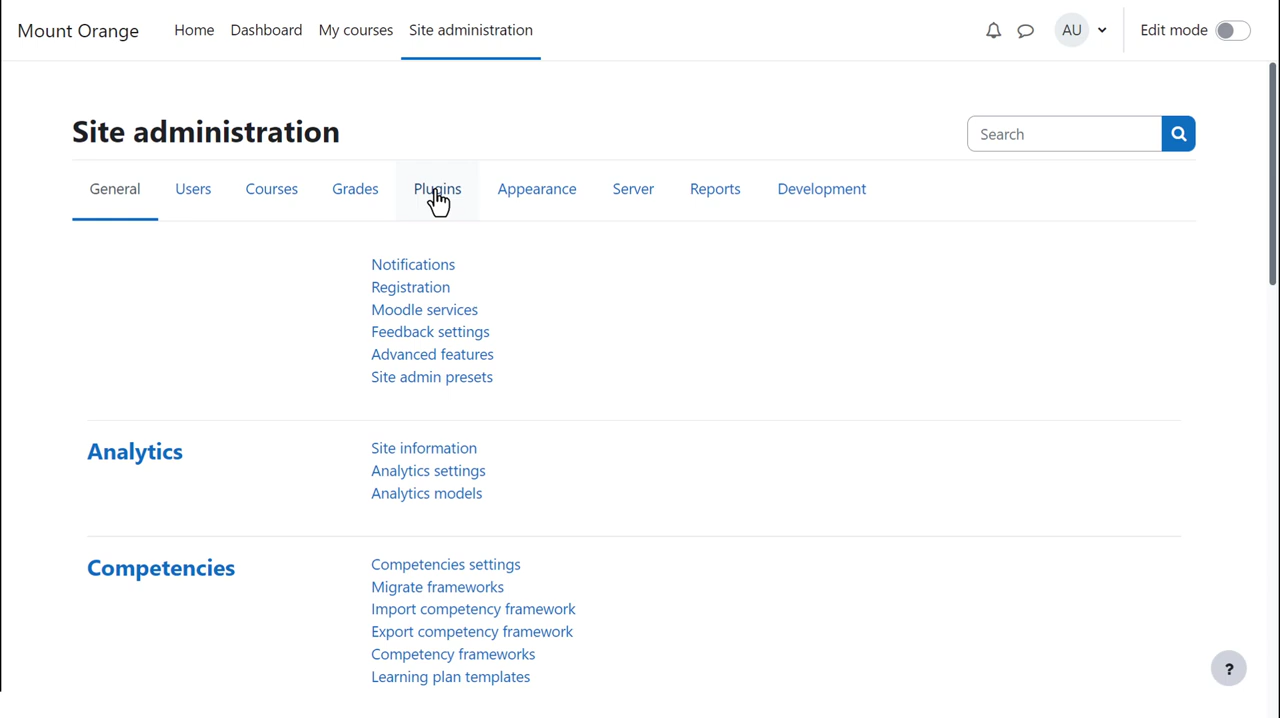 Mount Orange Home Dashboard My courses Site administration AU Edit mode
Site administration Search
General Users Courses Grades Plugins Appearance Server Reports Development
Notifications
Registration
Moodle services
Feedback settings
Advanced features
Site admin presets
Analytics Site information
Analytics settings
Analytics models
Competencies Competencies settings
Migrate frameworks
Import competency framework
Export competency framework
Competency frameworks
Learning plan templates
?